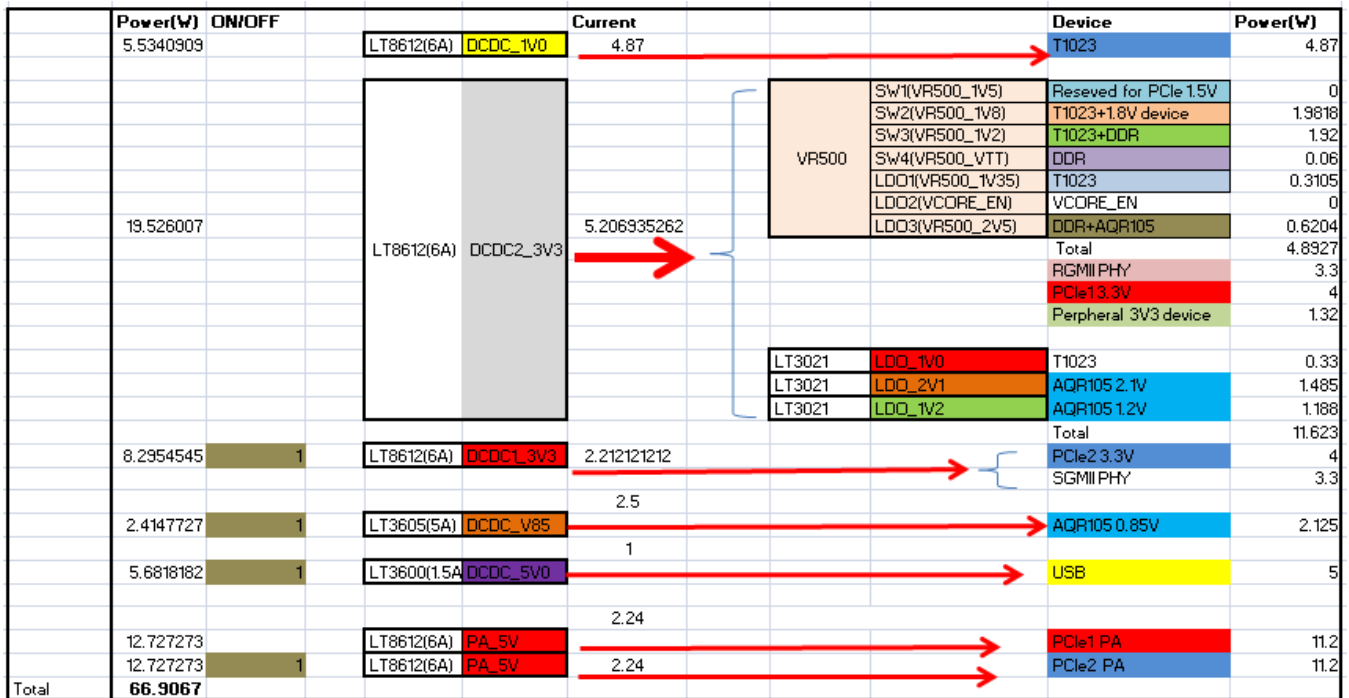 Power(W) ON/OFF Current Device Power(W)
5.5340909 LT8612(6A) DCDC_1V0 4.87 T1023 4.87
SW1(VR500_1V5) Reseved for PCIe 1.5V 0
SW2(VR500_1V8) T1023+1.8V device 1.9818
SW3(VR500_1V2) T1023+DDR 1.92
VR500 SW4(VR500_VTT) DDR 0.06
LDO1(VR500_1V35) T1023 0.3105
LDO2(VCORE_EN) VCORE_EN 0
19.526007 5.206935262 LDO3(VR500_2V5) DDR+AQR105 0.6204
LT8612(6A) DCDC2_3V3 Total 4.8927
RGMII PHY 3.3
PCIe1 3.3V 4
Perpheral 3V3 device 1.32
LT3021 LDO_1V0 T1023 0.33
LT3021 LDO_2V1 AQR105 2.1V 1.485
LT3021 LDO_1V2 AQR105 1.2V 1.188
Total 11.623
8.2954545 1 LT8612(6A) DCDC1_3V3 2.212121212 PCIe2 3.3V 4
SGMII PHY 3.3
2.5
2.4147727 1 LT3605(5A) DCDC_V85 AQR105 0.85V 2.125
1
5.6818182 1 LT3600(1.5A DCDC_5V0 USB 5
2.24
12.727273 LT8612(6A) PA_5V PCIe1 PA 11.2
12.727273 1 LT8612(6A) PA_5V 2.24 PCIe2 PA 11.2
Total 66.9067